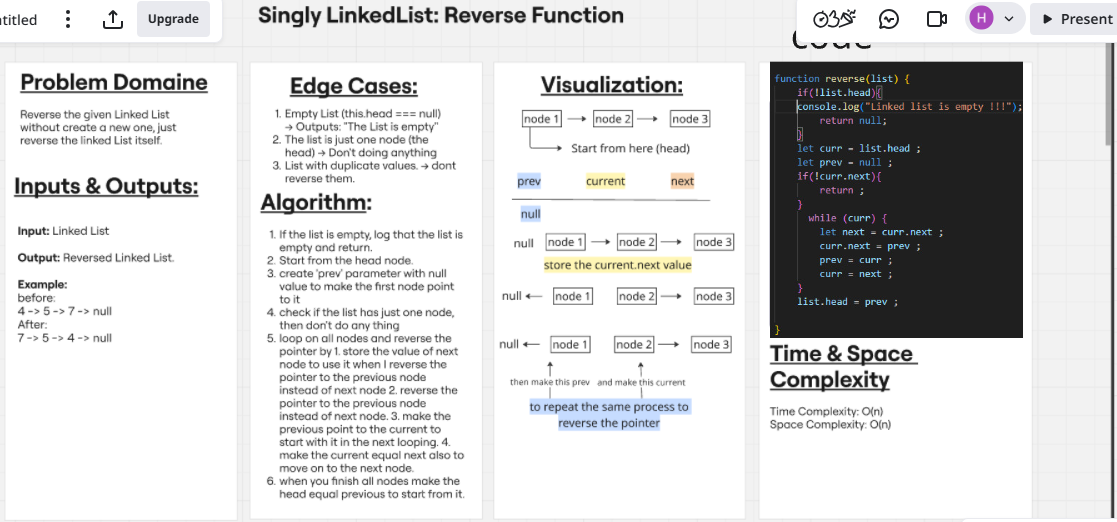 ntitled
Upgrade
Singly LinkedList: Reverse Function
H
Present
Problem Domaine
Reverse the given Linked List
without create a new one, just
reverse the linked List itself.
Inputs & Outputs:
Input: Linked List
Output: Reversed Linked List.
Example:
before:
4 -> 5 -> 7 -> null
After:
7 -> 5 -> 4 -> null
Edge Cases:
1. Empty List (this.head === null)
→ Outputs: "The List is empty"
2. The list is just one node (the
head) → Don't doing anything
3. List with duplicate values. → dont
reverse them.
Algorithm:
1. If the list is empty, log that the list is
empty and return.
2. Start from the head node.
3. create 'prev' parameter with null
value to make the first node point
to it
4. check if the list has just one node,
then don't do any thing
5. loop on all nodes and reverse the
pointer by 1. store the value of next
node to use it when I reverse the
pointer to the previous node
instead of next node 2. reverse the
pointer to the previous node
instead of next node. 3. make the
previous point to the current to
start with it in the next looping. 4.
make the current equal next also to
move on to the next node.
6. when you finish all nodes make the
head equal previous to start from it.
Visualization:
node 1 → node 2 → node 3
Start from here (head)
prev current next
null
null node 1 → node 2 → node 3
store the current.next value
null ← node 1 node 2 → node 3
null ← node 1 node 2 → node 3
then make this prev and make this current
to repeat the same process to
reverse the pointer
code
function reverse(list) {
if(!list.head){
console.log("Linked list is empty !!!");
return null;
}
let curr = list.head ;
let prev = null ;
if(!curr.next){
return ;
}
while (curr) {
let next = curr.next ;
curr.next = prev ;
prev = curr ;
curr = next ;
}
list.head = prev ;
}
Time & Space
Complexity
Time Complexity: O(n)
Space Complexity: O(n)